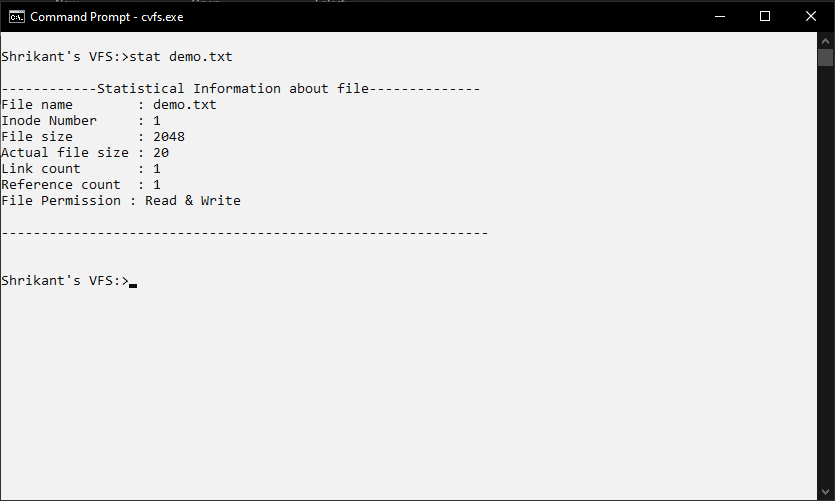 Command Prompt - cvfs.exe
Shrikant's VFS:>stat demo.txt
------------Statistical Information about file--------------
File name        : demo.txt
Inode Number     : 1
File size        : 2048
Actual file size : 20
Link count       : 1
Reference count  : 1
File Permission : Read & Write
-------------------------------------------------------------
Shrikant's VFS:>